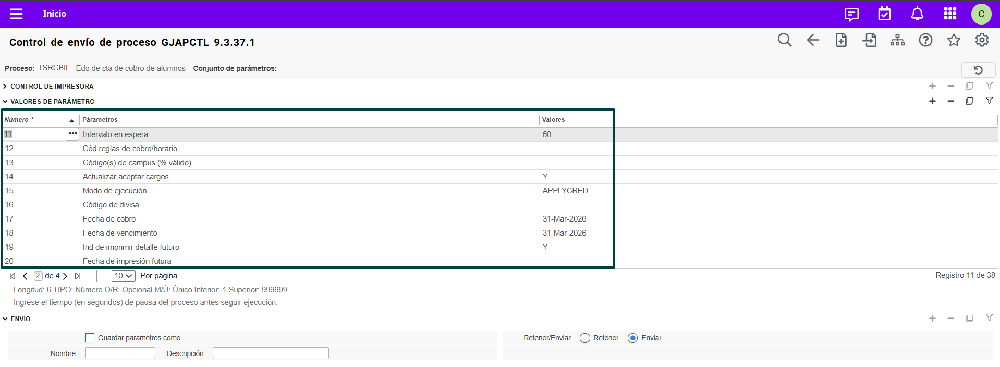 Inicio
C
Control de envío de proceso GJAPCTL 9.3.37.1
Proceso: TSRCBIL Edo de cta de cobro de alumnos Conjunto de parámetros:
CONTROL DE IMPRESORA
VALORES DE PARÁMETRO
Número * Párametros Valores
11 ••• Intervalo en espera 60
12 Cód reglas de cobro/horario
13 Código(s) de campus (% válido)
14 Actualizar aceptar cargos Y
15 Modo de ejecución APPLYCRED
16 Código de divisa
17 Fecha de cobro 31-Mar-2026
18 Fecha de vencimiento 31-Mar-2026
19 Ind de imprimir detalle futuro Y
20 Fecha de impresión futura
2 de 4 10 Por página Registro 11 de 38
Longitud: 6 TIPO: Número O/R: Opcional M/Ú: Único Inferior: 1 Superior: 999999
Ingrese el tiempo (en segundos) de pausa del proceso antes seguir ejecución.
ENVÍO
Guardar parámetros como Retener/Enviar Retener Enviar
Nombre Descripción